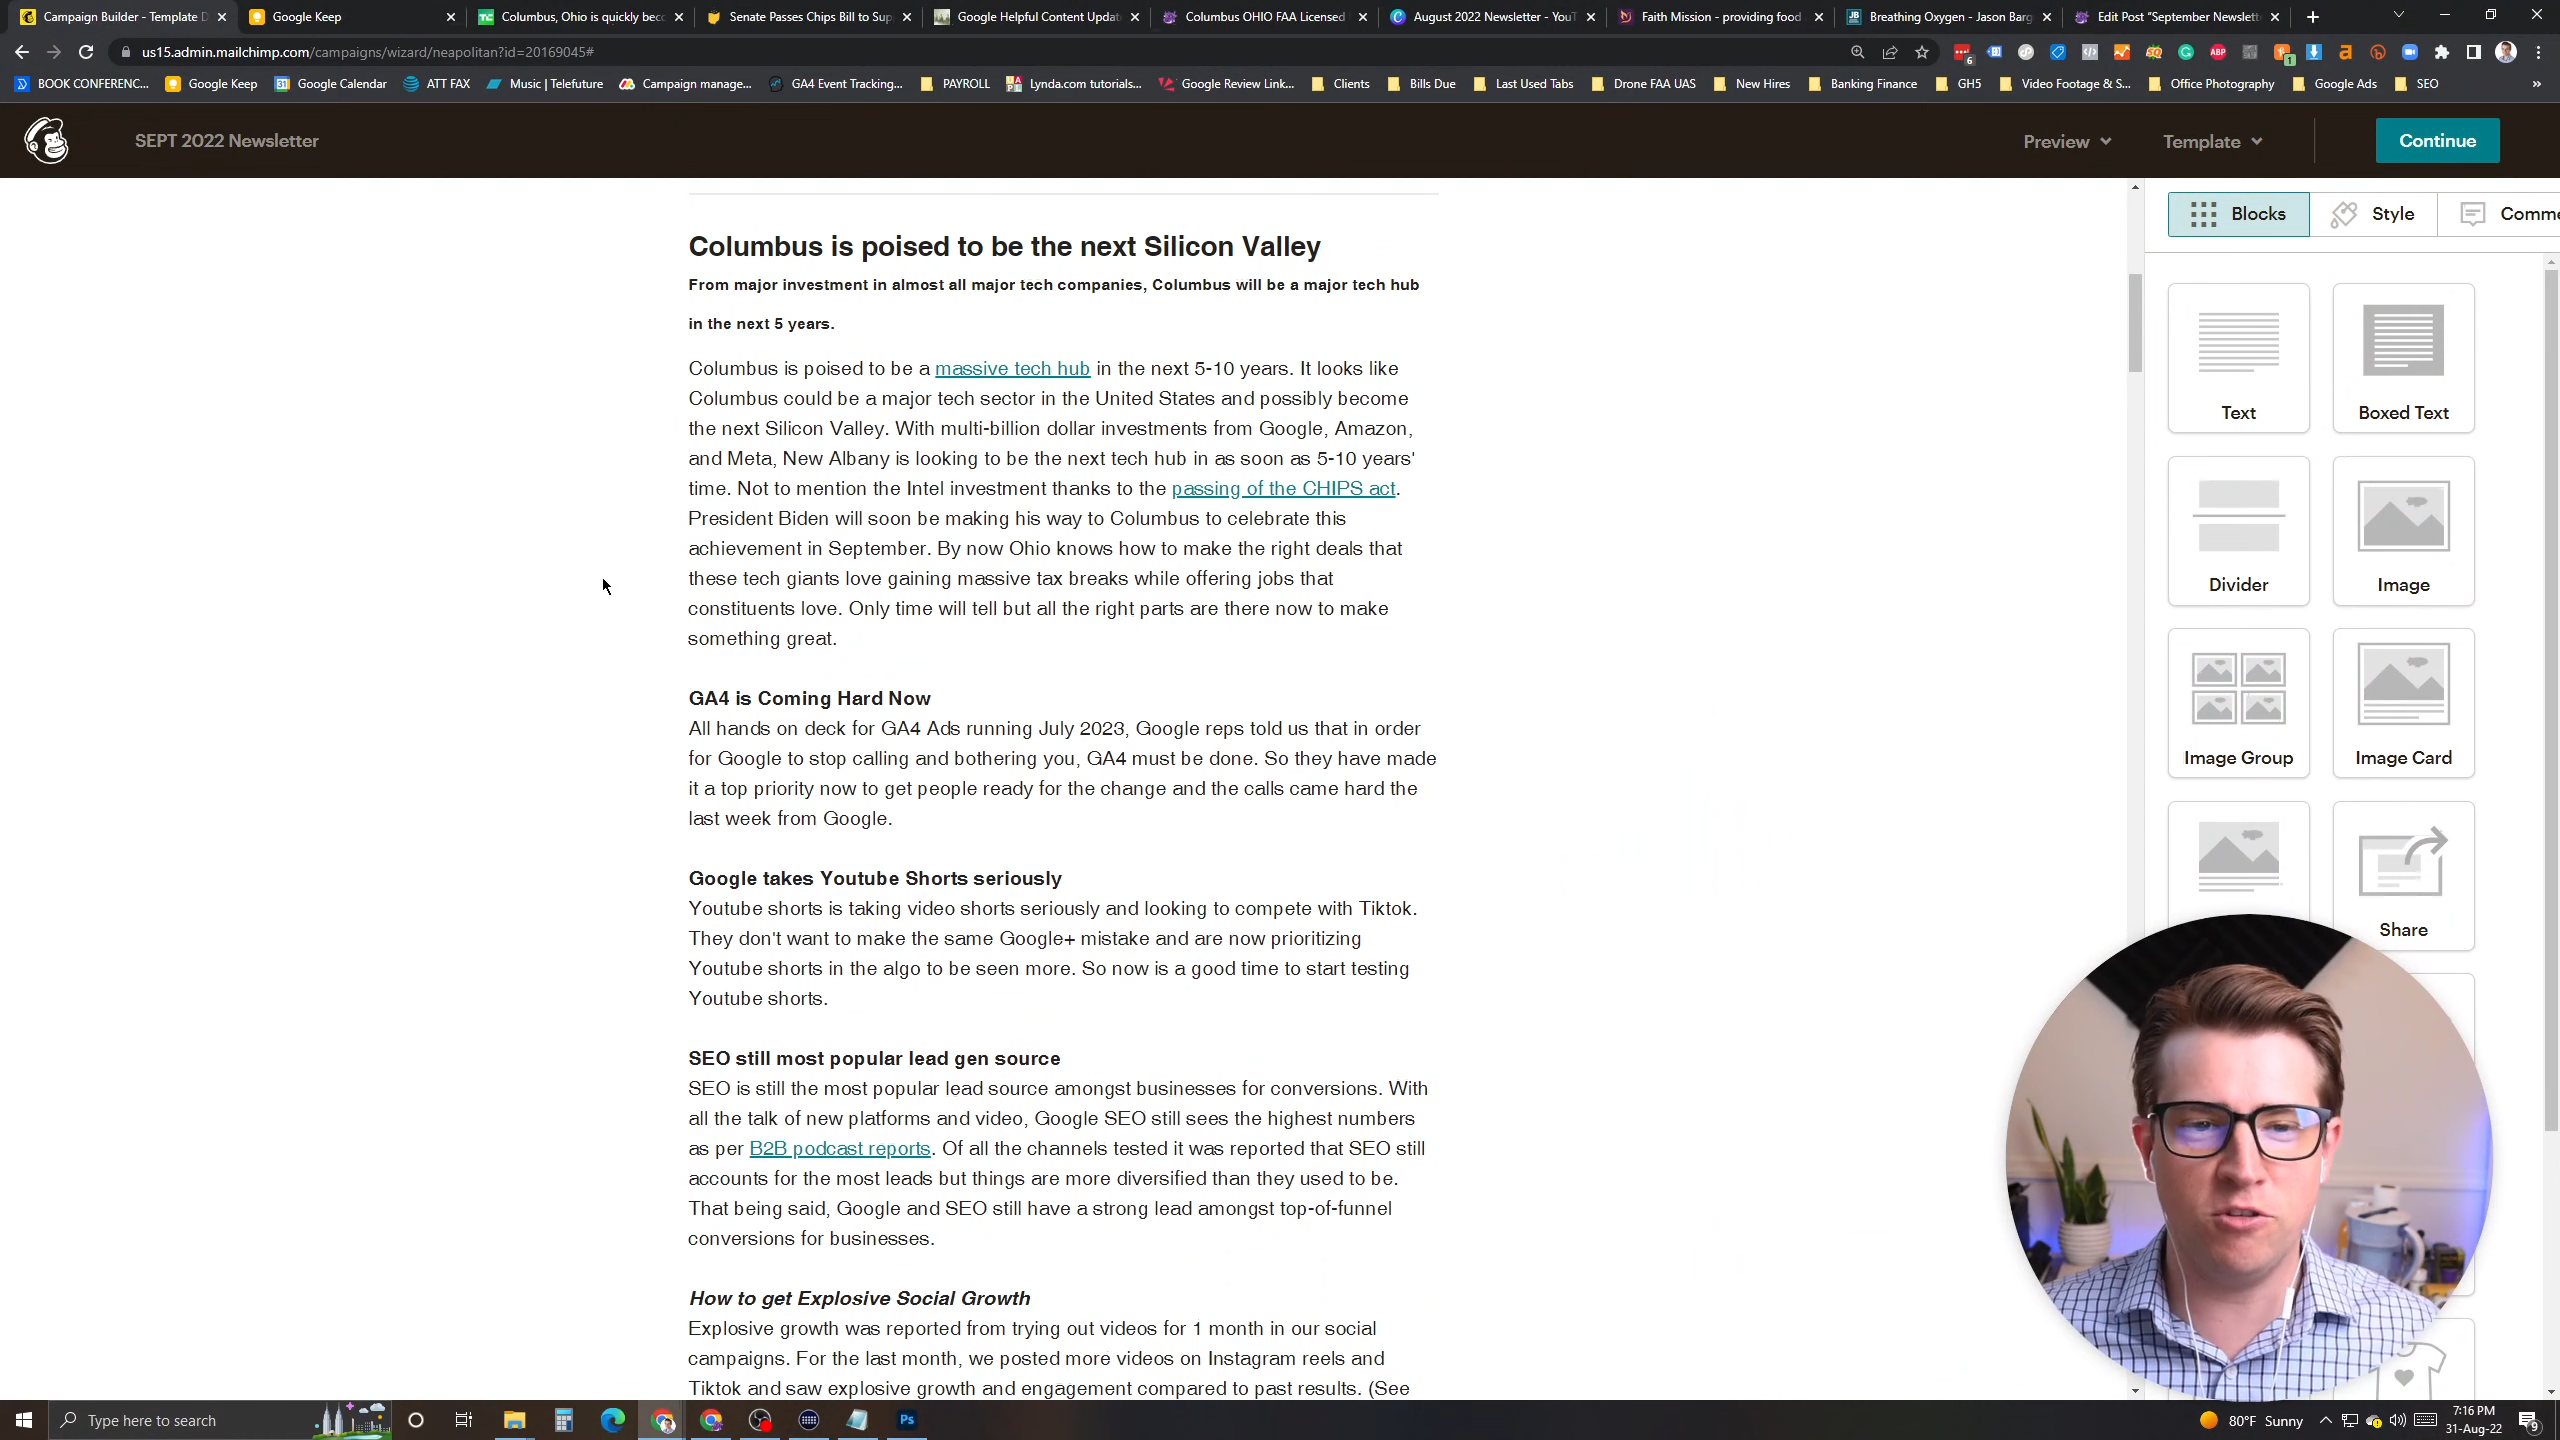 Campaign Builder - Template D
Google Keep
Columbus, Ohio is quickly bec
Senate Passes Chips Bill to Sup
Google Helpful Content Updat
Columbus OHIO FAA Licensed
August 2022 Newsletter - YouT
Faith Mission - providing food
Breathing Oxygen - Jason Barg
Edit Post "September Newslett
us15.admin.mailchimp.com/campaigns/wizard/neapolitan?id=20169045#
BOOK CONFERENC...
Google Keep
Google Calendar
ATT FAX
Music | Telefuture
Campaign manage...
GA4 Event Tracking...
PAYROLL
Lynda.com tutorials...
Google Review Link...
Clients
Bills Due
Last Used Tabs
Drone FAA UAS
New Hires
Banking Finance
GH5
Video Footage & S...
Office Photography
Google Ads
SEO
SEPT 2022 Newsletter
Preview
Template
Continue
Columbus is poised to be the next Silicon Valley
From major investment in almost all major tech companies, Columbus will be a major tech hub
in the next 5 years.
Columbus is poised to be a massive tech hub in the next 5-10 years. It looks like
Columbus could be a major tech sector in the United States and possibly become
the next Silicon Valley. With multi-billion dollar investments from Google, Amazon,
and Meta, New Albany is looking to be the next tech hub in as soon as 5-10 years'
time. Not to mention the Intel investment thanks to the passing of the CHIPS act.
President Biden will soon be making his way to Columbus to celebrate this
achievement in September. By now Ohio knows how to make the right deals that
these tech giants love gaining massive tax breaks while offering jobs that
constituents love. Only time will tell but all the right parts are there now to make
something great.
GA4 is Coming Hard Now
All hands on deck for GA4 Ads running July 2023, Google reps told us that in order
for Google to stop calling and bothering you, GA4 must be done. So they have made
it a top priority now to get people ready for the change and the calls came hard the
last week from Google.
Google takes Youtube Shorts seriously
Youtube shorts is taking video shorts seriously and looking to compete with Tiktok.
They don't want to make the same Google+ mistake and are now prioritizing
Youtube shorts in the algo to be seen more. So now is a good time to start testing
Youtube shorts.
SEO still most popular lead gen source
SEO is still the most popular lead source amongst businesses for conversions. With
all the talk of new platforms and video, Google SEO still sees the highest numbers
as per B2B podcast reports. Of all the channels tested it was reported that SEO still
accounts for the most leads but things are more diversified than they used to be.
That being said, Google and SEO still have a strong lead amongst top-of-funnel
conversions for businesses.
How to get Explosive Social Growth
Explosive growth was reported from trying out videos for 1 month in our social
campaigns. For the last month, we posted more videos on Instagram reels and
Tiktok and saw explosive growth and engagement compared to past results. (See
Blocks
Style
Comme
Text
Boxed Text
Divider
Image
Image Group
Image Card
Share
Type here to search
80°F Sunny
7:16 PM
31-Aug-22